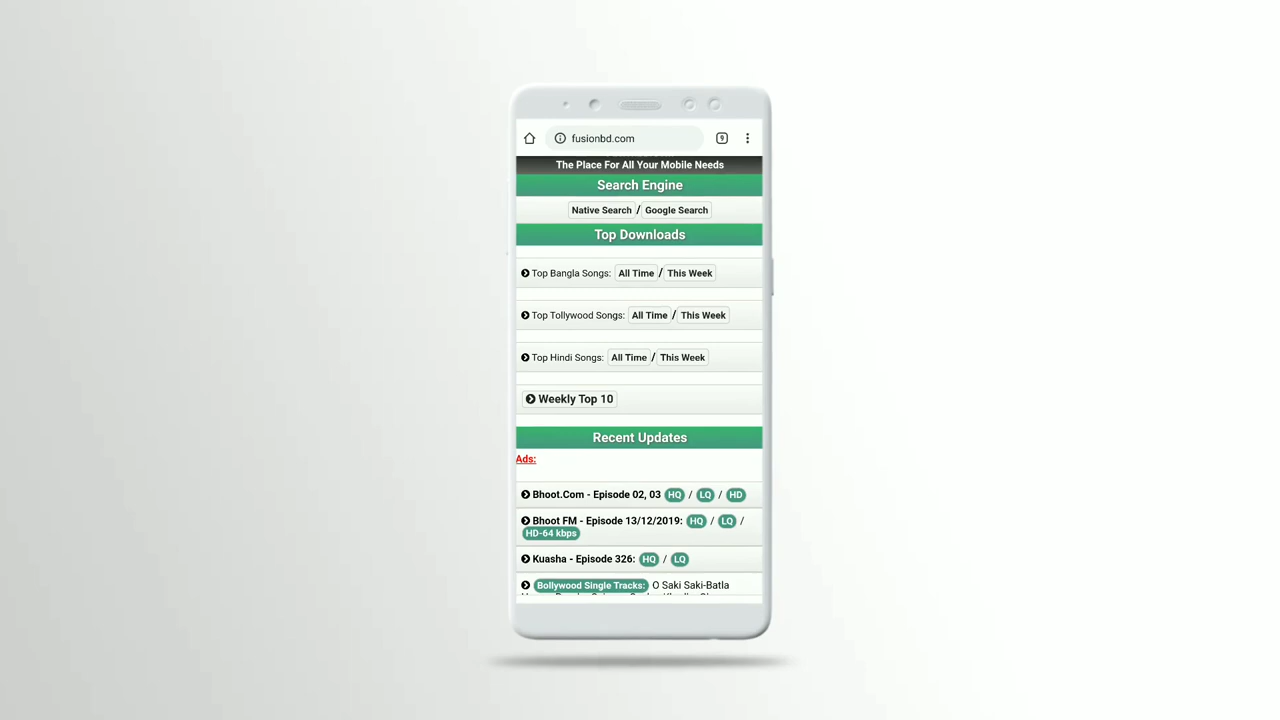 fusionbd.com
9
The Place For All Your Mobile Needs
Search Engine
Native Search / Google Search
Top Downloads
Top Bangla Songs: All Time / This Week
Top Tollywood Songs: All Time / This Week
Top Hindi Songs: All Time / This Week
Weekly Top 10
Recent Updates
Ads:
Bhoot.Com - Episode 02, 03 HQ / LQ / HD
Bhoot FM - Episode 13/12/2019: HQ / LQ /
HD-64 kbps
Kuasha - Episode 326: HQ / LQ
Bollywood Single Tracks: O Saki Saki-Batla